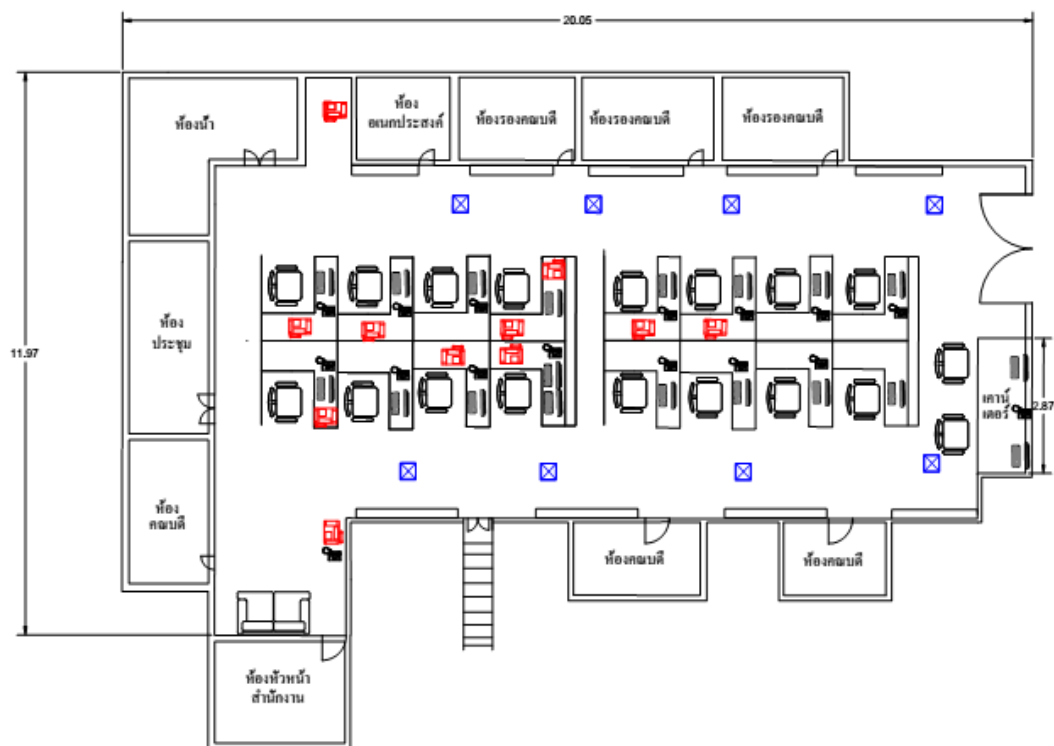 20.05
ห้องน้ำ
ห้อง
อเนกประสงค์
ห้องรองคณบดี
ห้องรองคณบดี
ห้องรองคณบดี
11.97
ห้อง
ประชุม
เคาน์
เตอร์
2.87
ห้อง
คณบดี
ห้องคณบดี
ห้องคณบดี
ห้องหัวหน้า
สำนักงาน